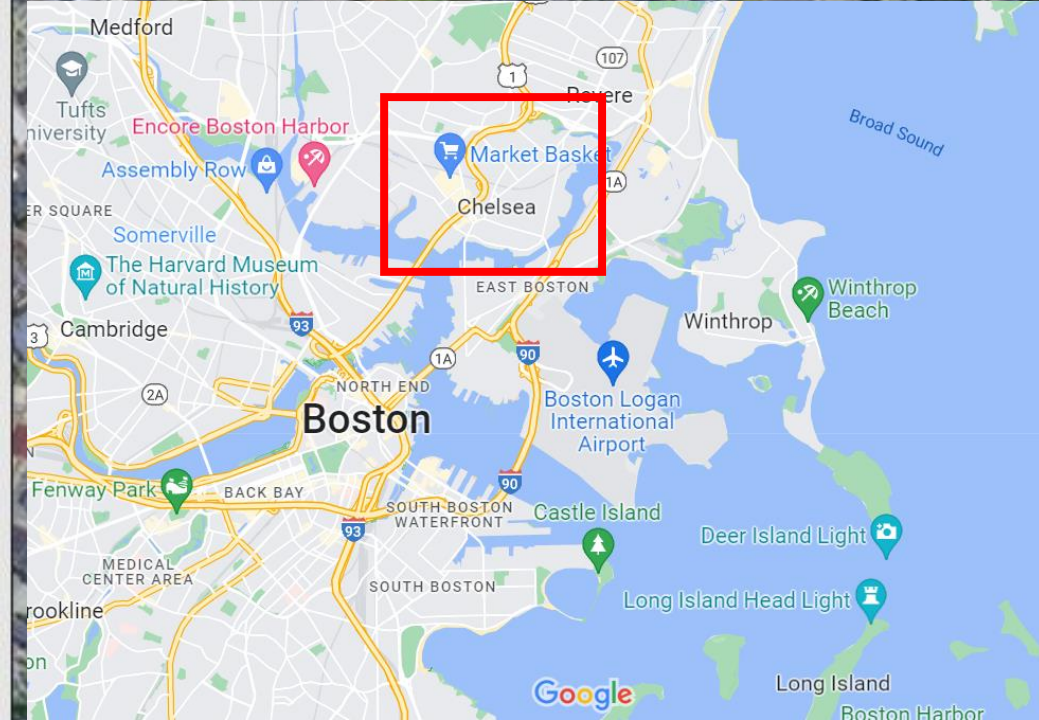 Medford
107
1
Revere
Tufts
niversity
Encore Boston Harbor
Broad Sound
Market Basket
Assembly Row
1A
Chelsea
ER SQUARE
Somerville
The Harvard Museum
of Natural History
EAST BOSTON
Winthrop
Beach
3
Cambridge
93
Winthrop
1A
90
2A
NORTH END
Boston
Boston Logan
International
Airport
N
Fenway Park
BACK BAY
90
SOUTH BOSTON
WATERFRONT
Castle Island
93
Deer Island Light
MEDICAL
CENTER AREA
SOUTH BOSTON
rookline
Long Island Head Light
on
Google
Long Island
Boston Harbor